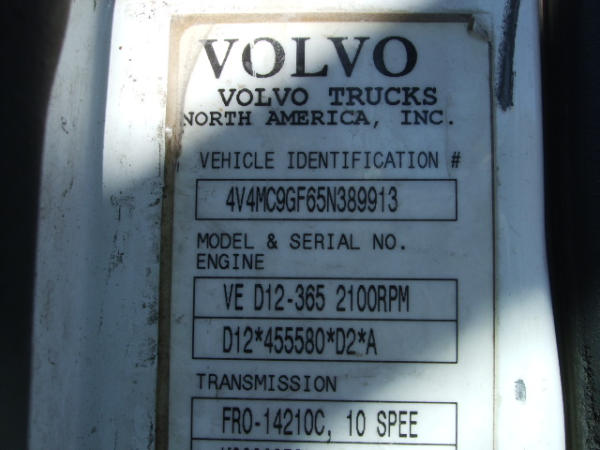 VOLVO
VOLVO TRUCKS
NORTH AMERICA, INC.
VEHICLE IDENTIFICATION #
4V4MC9GF65N389913
MODEL & SERIAL NO.
ENGINE
VE D12-365 2100RPM
D12*455580*D2*A
TRANSMISSION
FRO-14210C, 10 SPEE